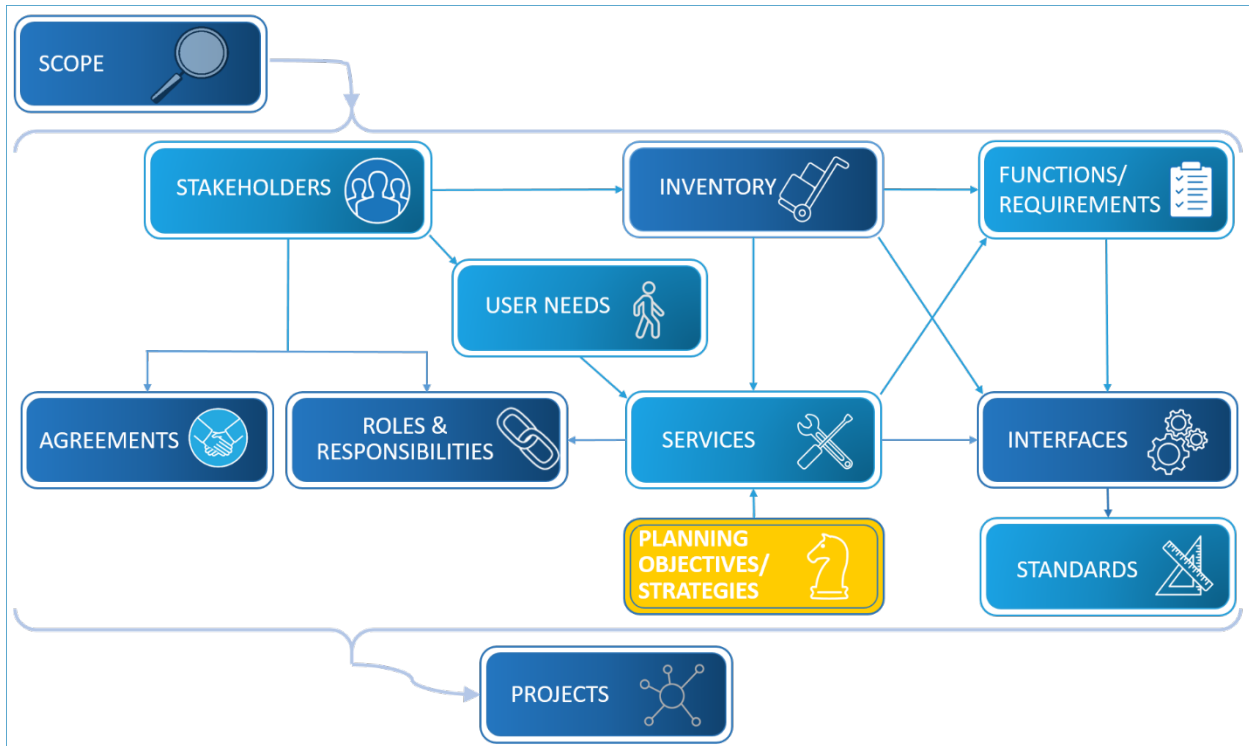 SCOPE
STAKEHOLDERS
INVENTORY
FUNCTIONS/
REQUIREMENTS
USER NEEDS
AGREEMENTS
ROLES &
RESPONSIBILITIES
SERVICES
INTERFACES
PLANNING
OBJECTIVES/
STRATEGIES
STANDARDS
PROJECTS